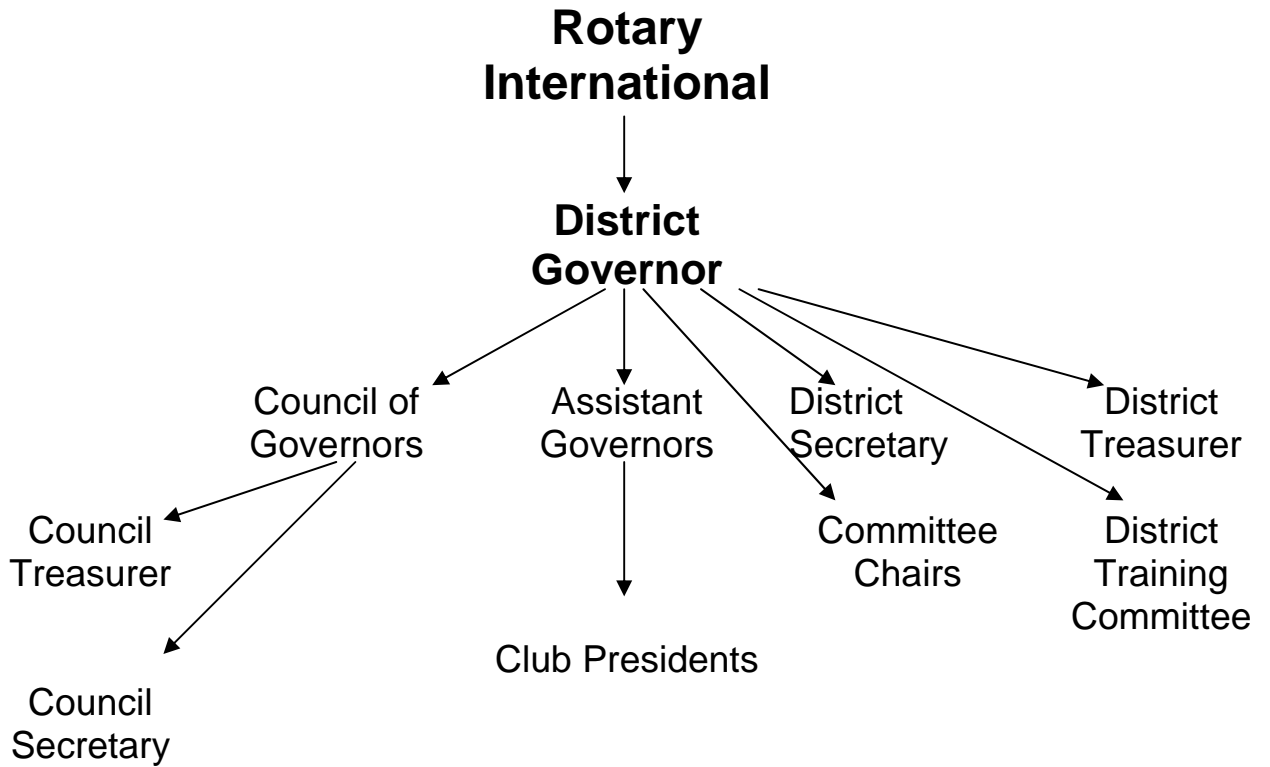 Rotary
International
District
Governor
Council of
Governors
Assistant
Governors
District
Secretary
District
Treasurer
Council
Treasurer
Committee
Chairs
District
Training
Committee
Club Presidents
Council
Secretary